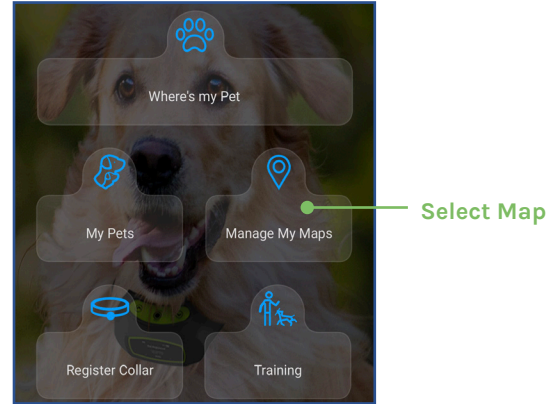 Where's my Pet
My Pets
Manage My Maps
Select Map
Register Collar
Training